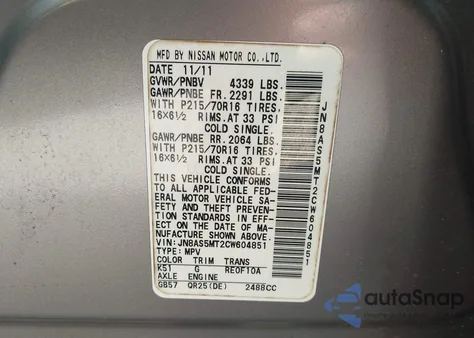 MFD BY NISSAN MOTOR CO.,LTD.
DATE 11/11
GVWR/PNBV 4339 LBS.
GAWR/PNBE FR. 2291 LBS.
WITH P215/70R16 TIRES,
16×6½ RIMS.AT 33 PSI
COLD SINGLE.
GAWR/PNBE RR. 2064 LBS.
WITH P215/70R16 TIRES,
16×6½ RIMS.AT 33 PSI
COLD SINGLE.
THIS VEHICLE CONFORMS
TO ALL APPLICABLE FED-
ERAL MOTOR VEHICLE SA-
FETY AND THEFT PREVEN-
TION STANDARDS IN EFF-
ECT ON THE DATE OF MA-
NUFACTURE SHOWN ABOVE.
JN8AS5MT2CW604851
TYPE: MPV
COLOR TRIM TRANS
K51 G RE0F10A
AXLE ENGINE
GB57 QR25(DE) 2488CC
JN8AS5MT2CW604851
autoSnap